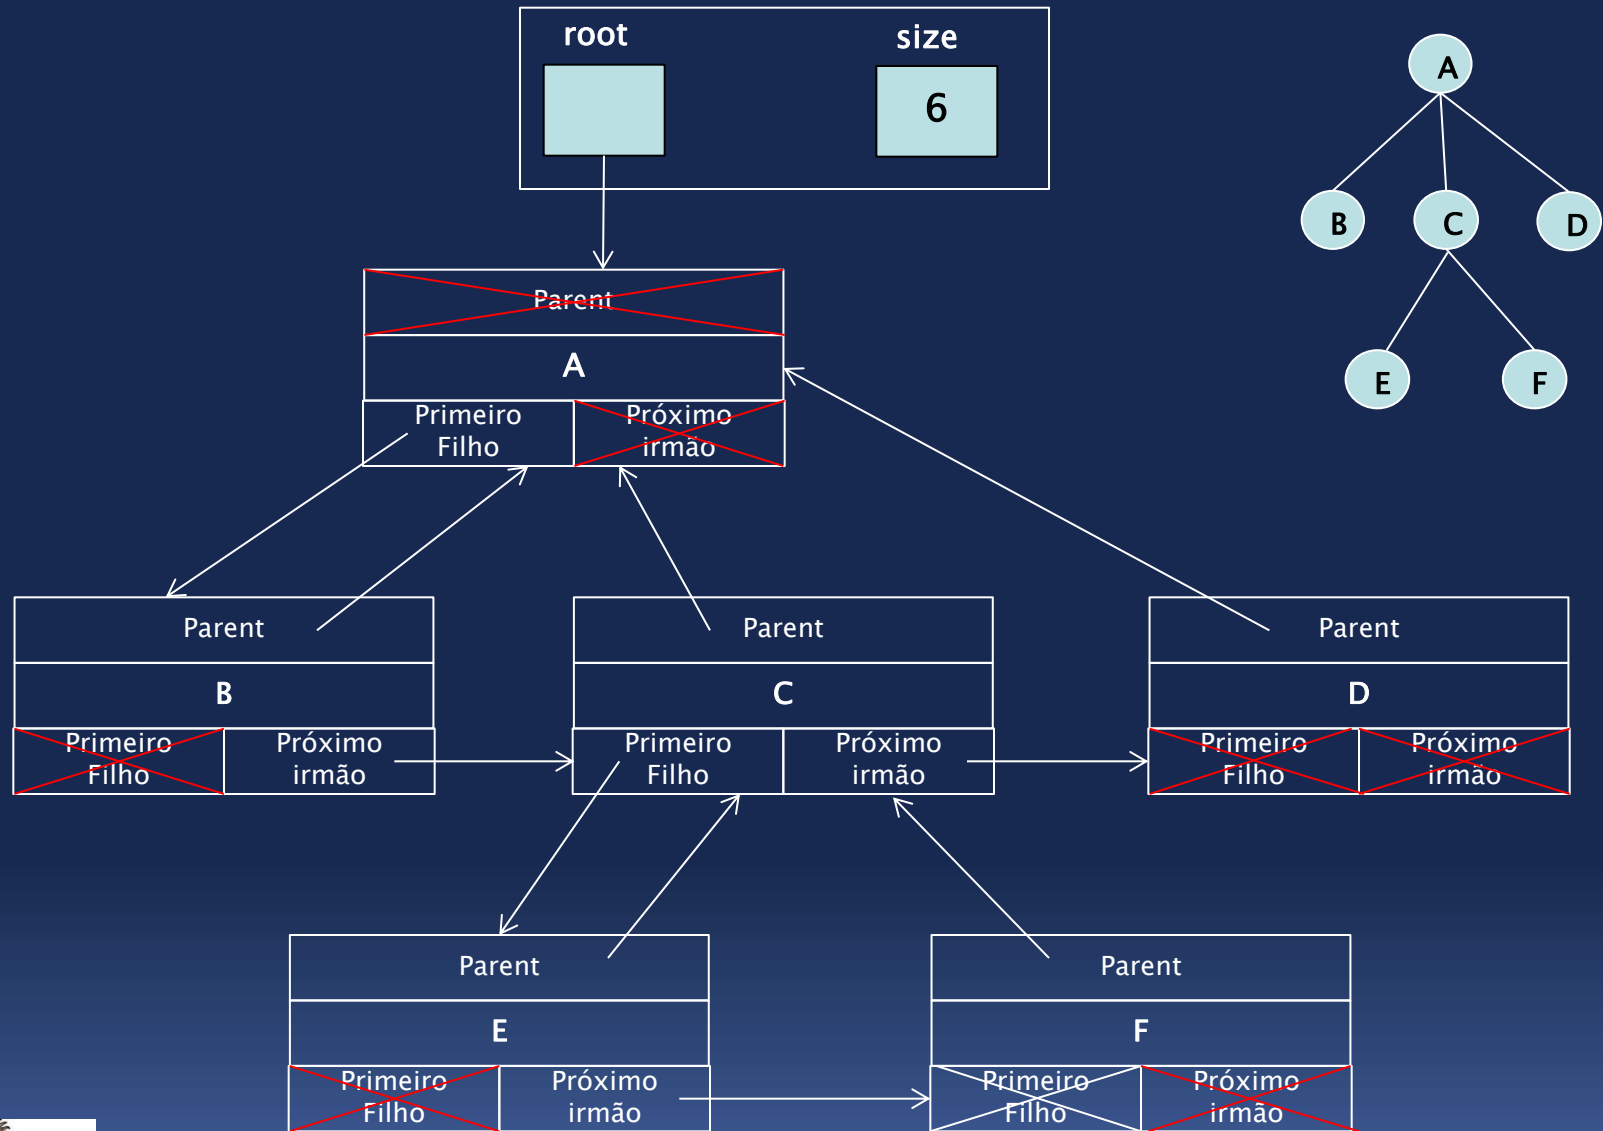 root
size
6
A
B
C
D
E
F
Parent
A
Primeiro
Filho
Próximo
irmão
Parent
B
Primeiro
Filho
Próximo
irmão
Parent
C
Primeiro
Filho
Próximo
irmão
Parent
D
Primeiro
Filho
Próximo
irmão
Parent
E
Primeiro
Filho
Próximo
irmão
Parent
F
Primeiro
Filho
Próximo
irmão